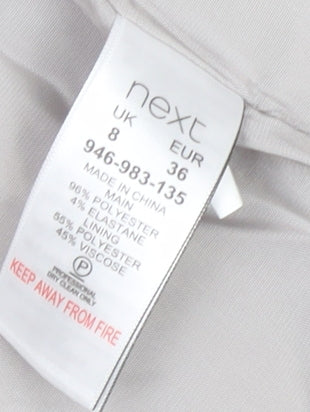 next
UK EUR
8 36
946-983-135
MADE IN CHINA
MAIN
96% POLYESTER
4% ELASTANE
LINING
55% POLYESTER
45% VISCOSE
P
PROFESSIONAL
DRY CLEAN ONLY
KEEP AWAY FROM FIRE